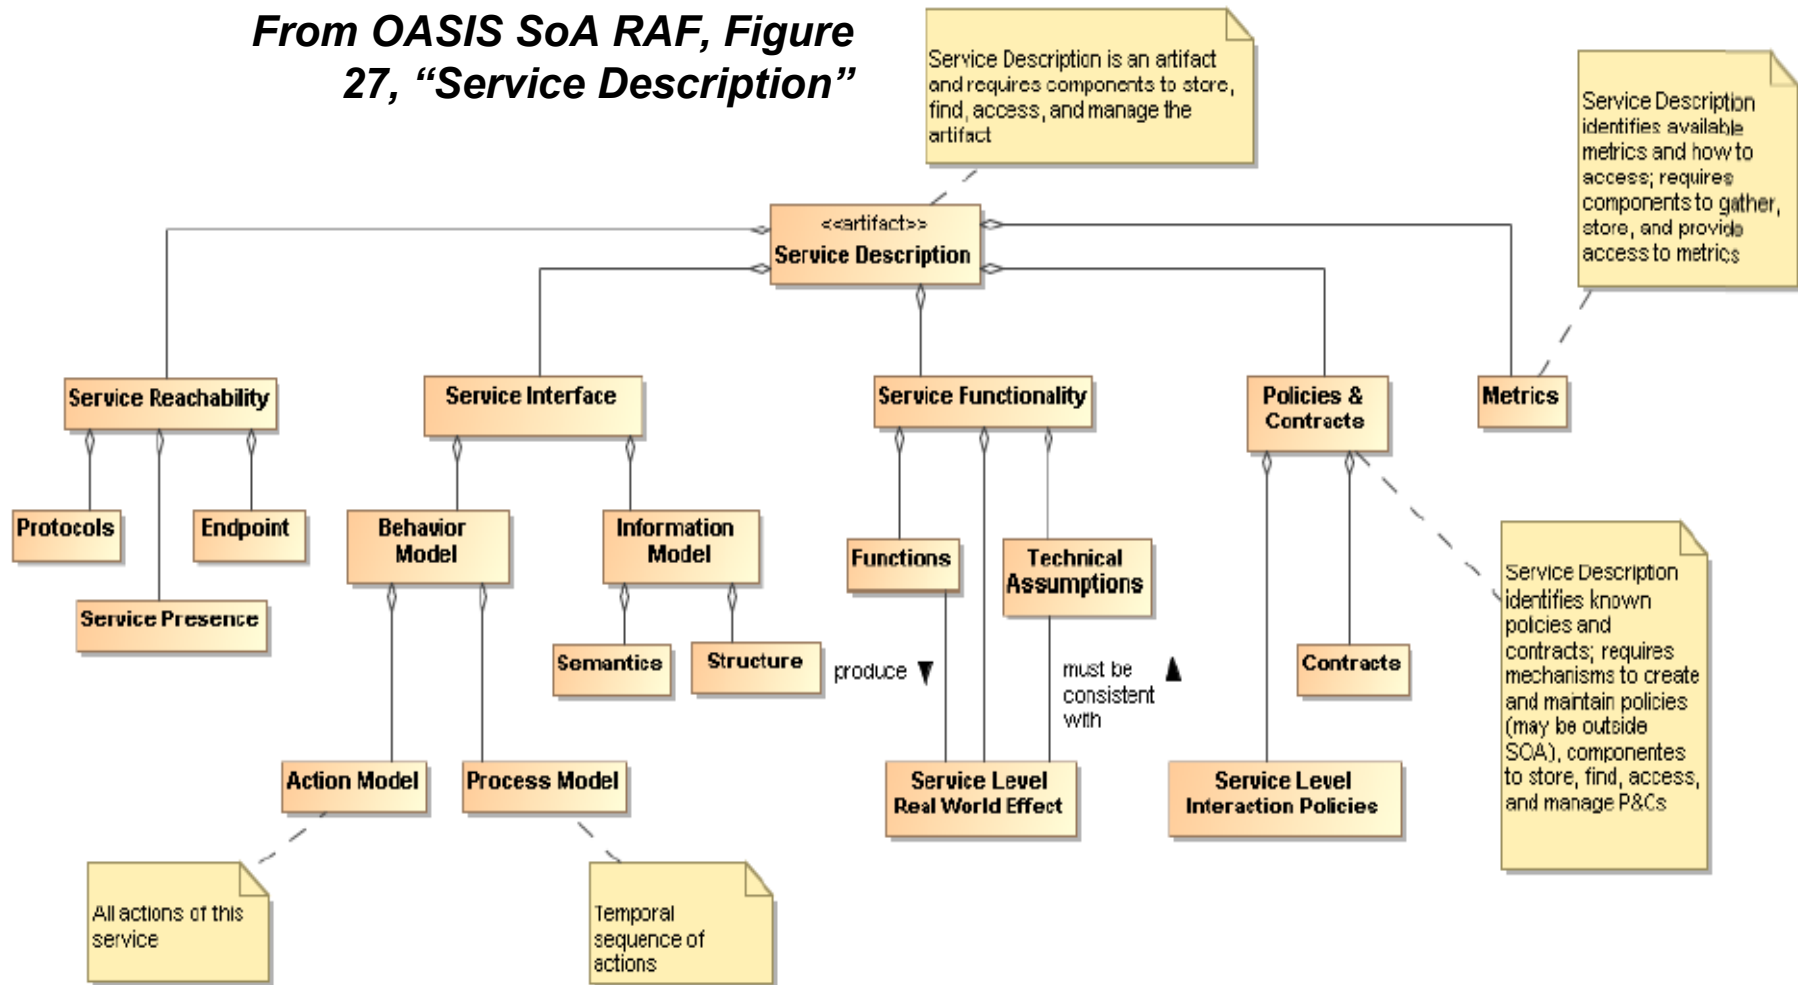 From OASIS SoA RAF, Figure
27, “Service Description”
Service Description is an artifact
and requires components to store,
find, access, and manage the
artifact
Service Description
identifies available
metrics and how to
access; requires
components to gather,
store, and provide
access to metrics
<<artifact>>
Service Description
Service Reachability
Service Interface
Service Functionality
Policies &
Contracts
Metrics
Protocols
Endpoint
Service Presence
Behavior
Model
Information
Model
Functions
Technical
Assumptions
Semantics
Structure
produce ▼
must be ▲
consistent
with
Contracts
Service Description
identifies known
policies and
contracts; requires
mechanisms to create
and maintain policies
(may be outside
SOA), componentes
to store, find, access,
and manage P&Cs
Action Model
Process Model
Service Level
Real World Effect
Service Level
Interaction Policies
All actions of this
service
Temporal
sequence of
actions